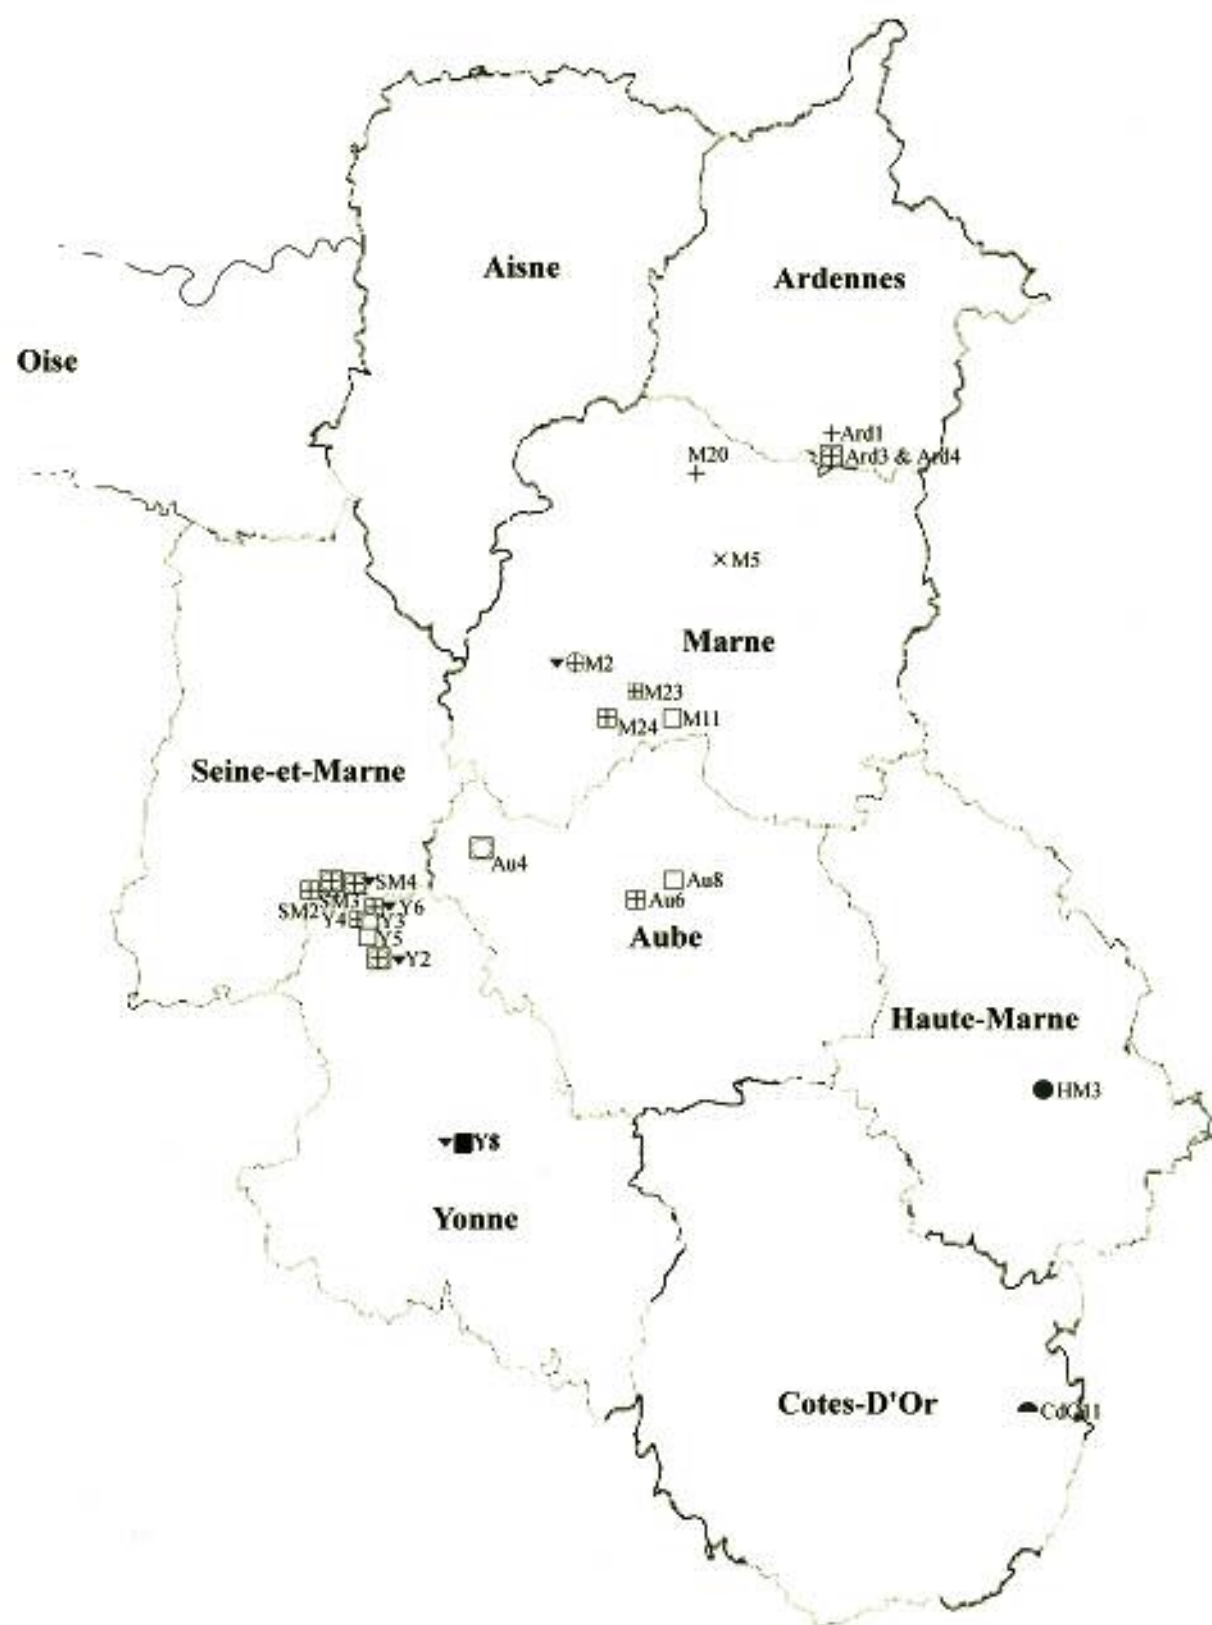 Aisne
Ardennes
Oise
Ard1
M20
Ard3 & Ard4
M5
Marne
M2
M23
M24
M11
Seine-et-Marne
Au4
SM4
Au8
SM3
Au6
SM2
Y6
Y4
Y3
Y5
Aube
Y2
Haute-Marne
HM3
Y8
Yonne
Cotes-D'Or